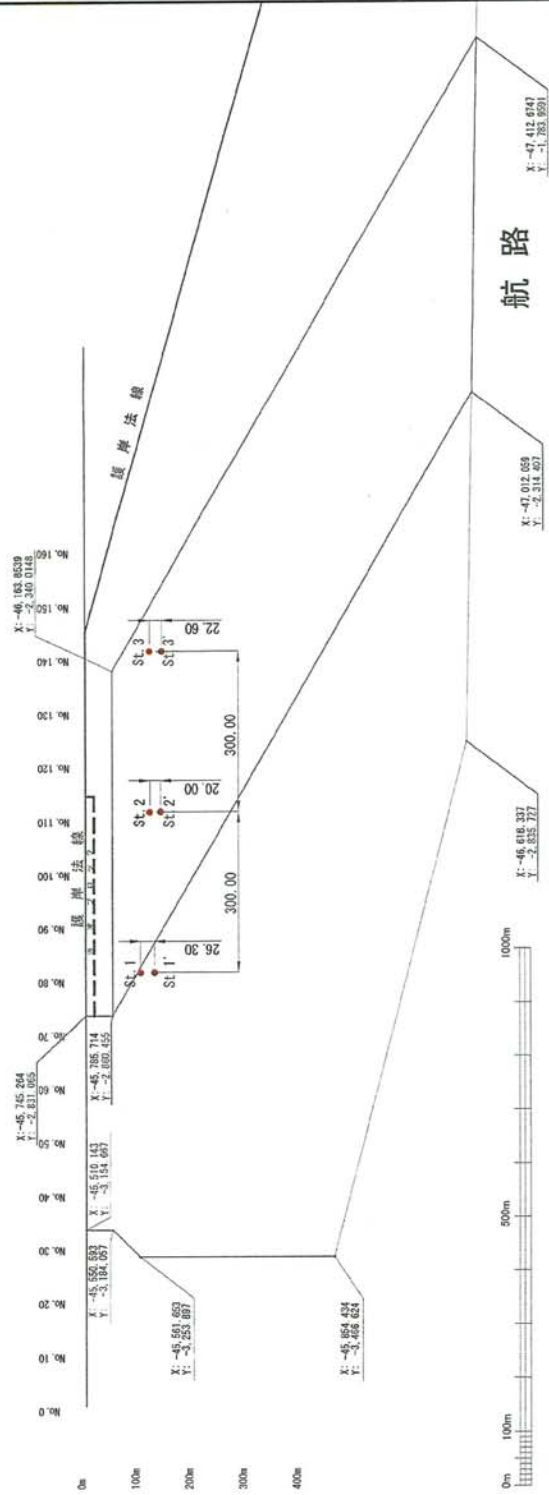 No. 0
No. 10
No. 20
No. 30
No. 40
No. 50
No. 60
No. 70
No. 80
No. 90
No. 100
No. 110
No. 120
No. 130
No. 140
No. 150
No. 160
0m
100m
200m
300m
400m
X:-45,550.593
Y: -3,184.057
X:-45,510.143
Y: -3,154.667
X:-45,745.264
Y: -2,831.065
X:-45,785.714
Y: -2,860.455
X:-46,163.8539
Y: -2,340.0148
護岸法線
護岸法線
St. 1
St. 1'
26.30
St. 2
St. 2'
20.00
St. 3
St. 3'
22.60
300.00
300.00
X:-45,561.653
Y: -3,253.897
X:-45,854.434
Y: -3,466.624
X:-46,618.337
Y: -2,835.727
X:-47,012.059
Y: -2,314.407
X:-47,412.6747
Y: -1,783.9591
航路
100m
0m
500m
1000m